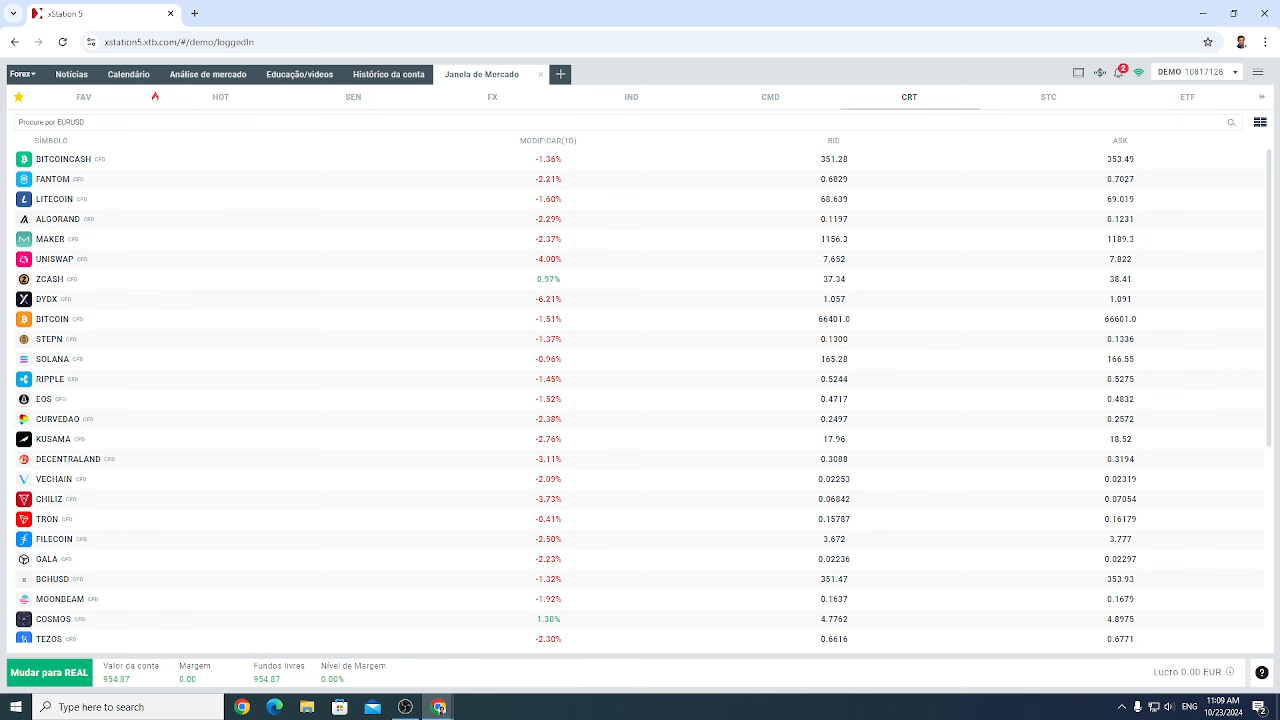 xStation 5
xstation5.xtb.com/#/demo/loggedIn
Forex Notícias Calendário Análise de mercado Educação/videos Histórico da conta Janela de Mercado 2 DEMO 10817128
FAV HOT SEN FX IND CMD CRT STC ETF
Procure por EURUSD
SÍMBOLO MODIFICAR(1D) BID ASK
BITCOINCASH CFD -1.36% 351.28 353.49
FANTOM CFD -2.21% 0.6829 0.7027
LITECOIN CFD -1.60% 68.639 69.019
ALGORAND CFD -2.29% 0.1197 0.1231
MAKER CFD -2.37% 1156.3 1189.3
UNISWAP CFD -4.00% 7.652 7.822
ZCASH CFD 0.97% 37.34 38.41
DYDX CFD -6.21% 1.057 1.091
BITCOIN CFD -1.51% 66401.0 66601.0
STEPN CFD -1.37% 0.1300 0.1336
SOLANA CFD -0.96% 165.28 166.55
RIPPLE CFD -1.45% 0.5244 0.5275
EOS CFD -1.52% 0.4717 0.4832
CURVEDAO CFD -2.38% 0.2497 0.2572
KUSAMA CFD -2.76% 17.96 18.52
DECENTRALAND CFD -3.11% 0.3088 0.3194
VECHAIN CFD -2.09% 0.02253 0.02319
CHILIZ CFD -3.73% 0.06842 0.07054
TRON CFD -0.41% 0.15787 0.16179
FILECOIN CFD -2.50% 3.672 3.777
GALA CFD -2.23% 0.02236 0.02297
BCHUSD CFD -1.32% 351.47 353.93
MOONBEAM CFD -1.92% 0.1637 0.1679
COSMOS CFD 1.30% 4.7762 4.8975
TEZOS CFD -2.30% 0.6616 0.6771
Mudar para REAL Valor da conta Margem Fundos livres Nível de Margem Lucro 0.00 EUR
954.87 0.00 954.87 0.00%
Type here to search ENG 11:09 AM
10/23/2024